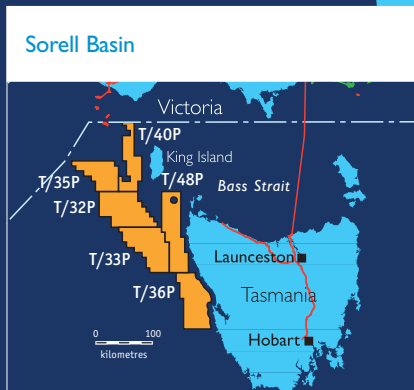 Sorell Basin
Victoria
T/40P
King Island
T/35P
T/48P
Bass Strait
T/32P
T/33P
Launceston
T/36P
Tasmania
0 100
kilometres
Hobart